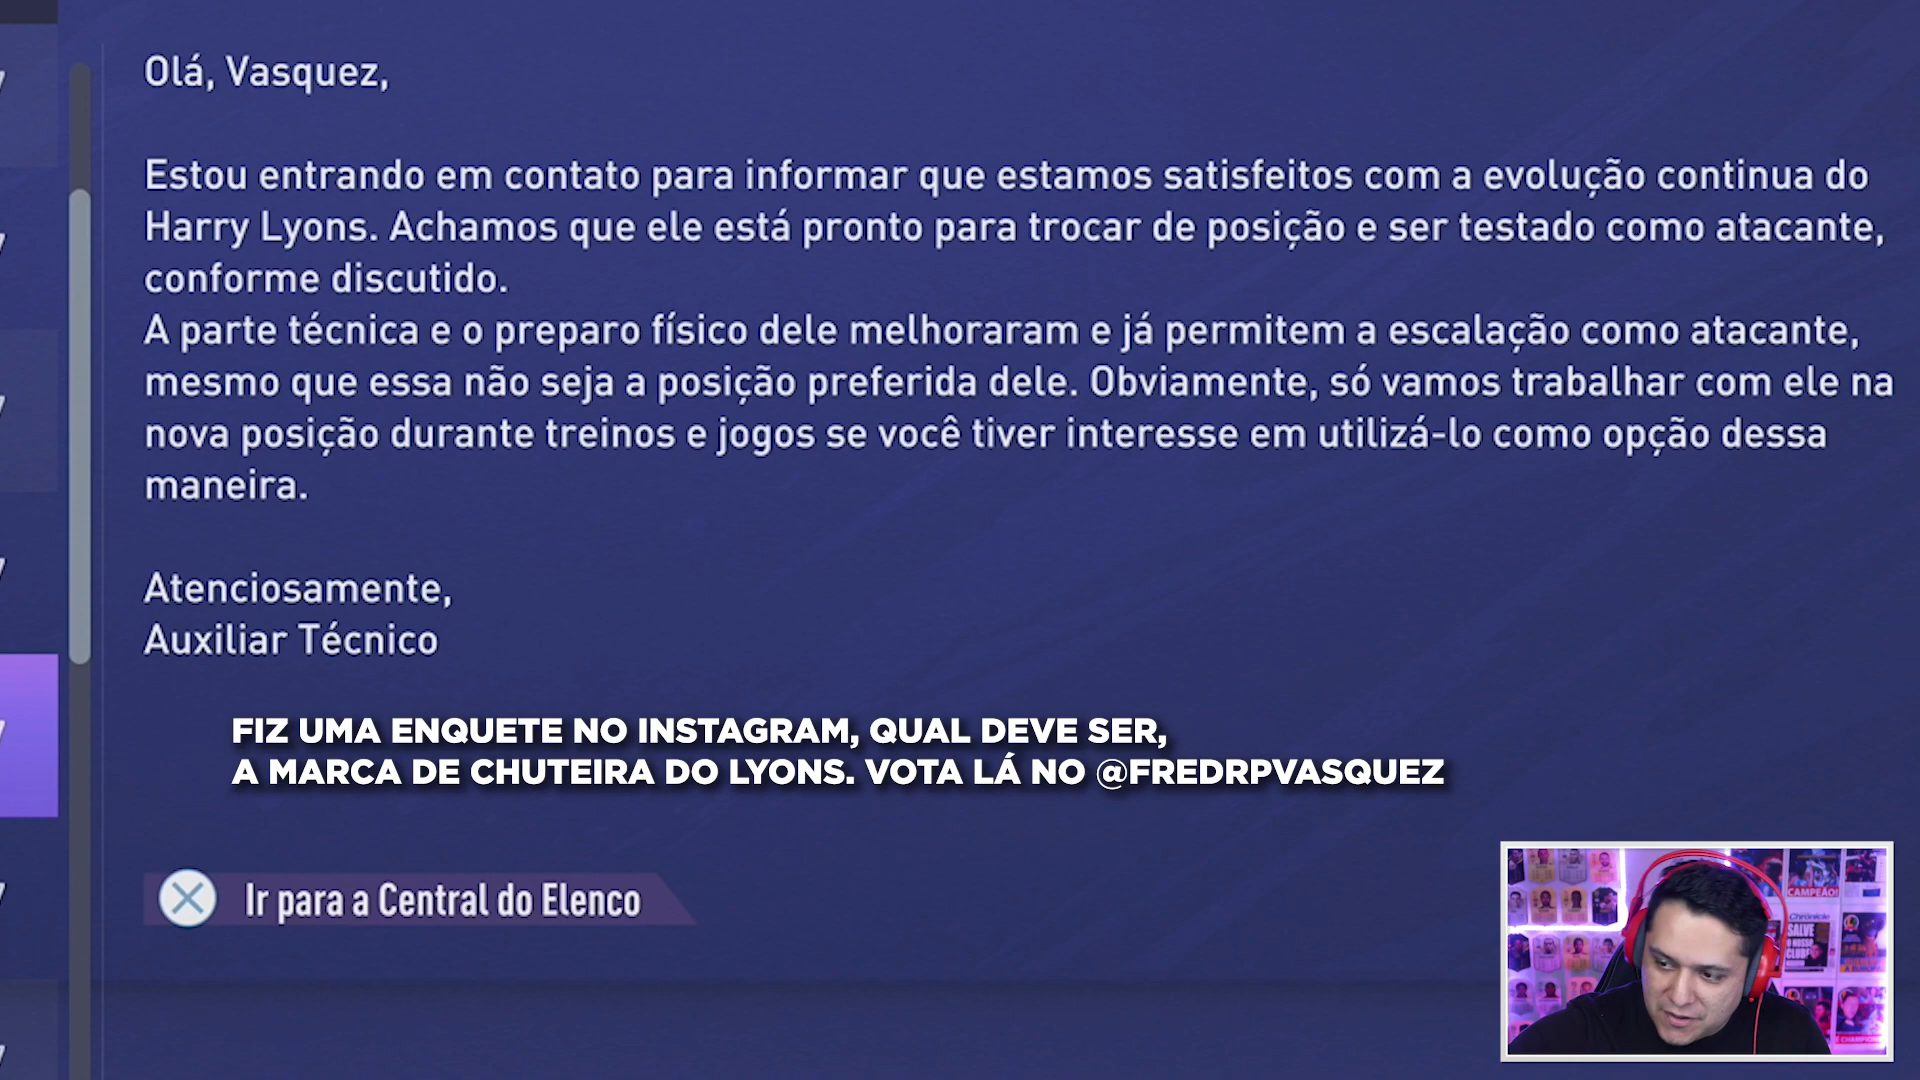 Olá, Vasquez,
Estou entrando em contato para informar que estamos satisfeitos com a evolução continua do
Harry Lyons. Achamos que ele está pronto para trocar de posição e ser testado como atacante,
conforme discutido.
A parte técnica e o preparo físico dele melhoraram e já permitem a escalação como atacante,
mesmo que essa não seja a posição preferida dele. Obviamente, só vamos trabalhar com ele na
nova posição durante treinos e jogos se você tiver interesse em utilizá-lo como opção dessa
maneira.
Atenciosamente,
Auxiliar Técnico
FIZ UMA ENQUETE NO INSTAGRAM, QUAL DEVE SER,
A MARCA DE CHUTEIRA DO LYONS. VOTA LÁ NO @FREDRPVASQUEZ
Ir para a Central do Elenco
CAMPEÃO!
Chronicle
SALVE
O NOSSO
CLUBE